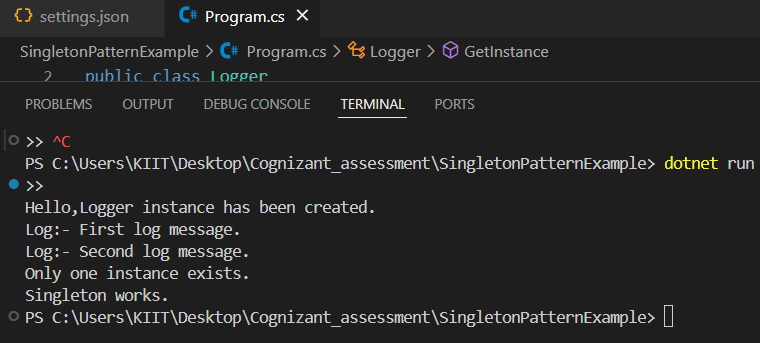 settings.json Program.cs
SingletonPatternExample > Program.cs > Logger > GetInstance
2 public class Logger
PROBLEMS OUTPUT DEBUG CONSOLE TERMINAL PORTS
>> ^C
PS C:\Users\KIIT\Desktop\Cognizant_assessment\SingletonPatternExample> dotnet run
>>
Hello,Logger instance has been created.
Log:- First log message.
Log:- Second log message.
Only one instance exists.
Singleton works.
PS C:\Users\KIIT\Desktop\Cognizant_assessment\SingletonPatternExample>